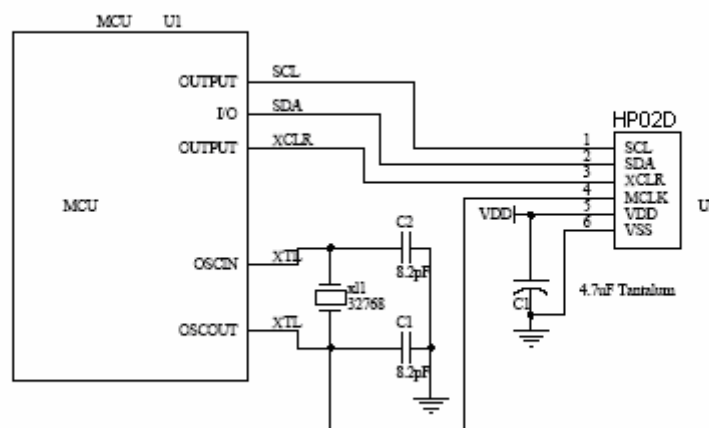 MCU U1
OUTPUT SCL
I/O SDA
OUTPUT XCLR
MCU
OSCIN XTL
OSCOUT XTL
C2
8.2pF
xl1
32768
C1
8.2pF
HP02D
1 SCL
2 SDA
3 XCLR
4 MCLK
5 VDD
6 VSS
U
VDD
C1
4.7uF Tantalum